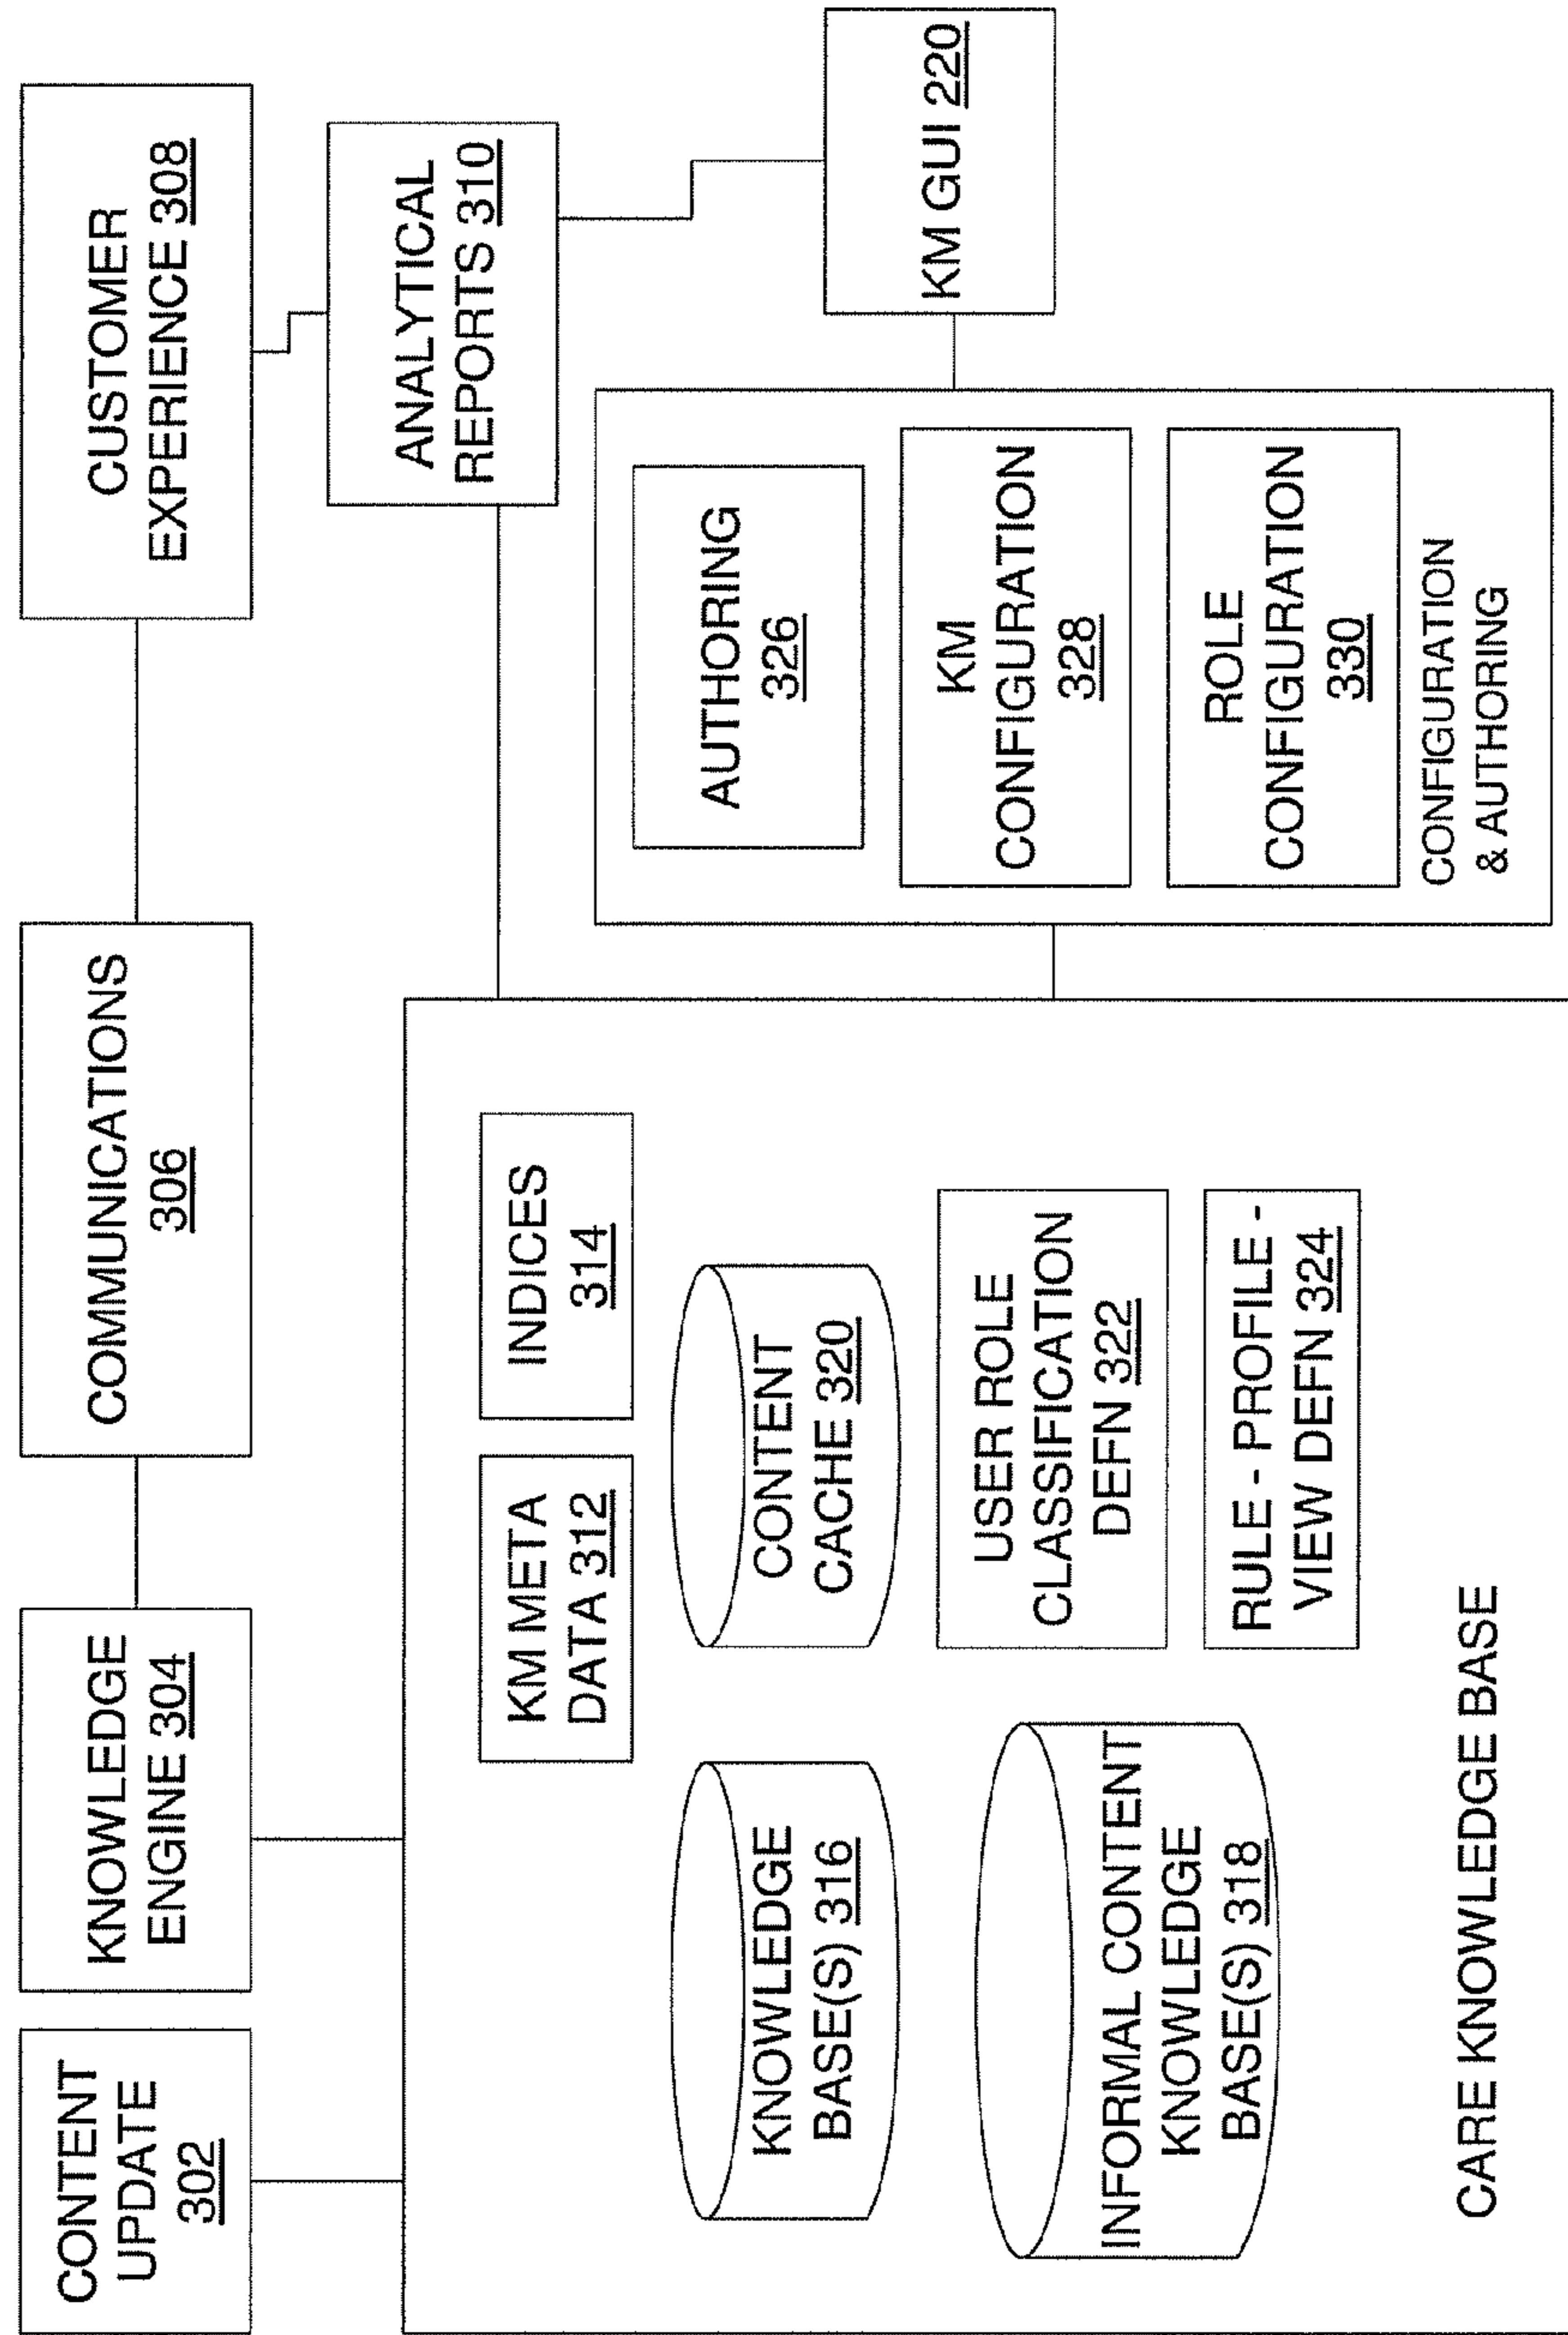 CONTENT
UPDATE
302
KNOWLEDGE
ENGINE 304
COMMUNICATIONS
306
CUSTOMER
EXPERIENCE 308
ANALYTICAL
REPORTS 310
KM GUI 220
KM META
DATA 312
INDICES
314
KNOWLEDGE
BASE(S) 316
CONTENT
CACHE 320
INFORMAL CONTENT
KNOWLEDGE
BASE(S) 318
USER ROLE
CLASSIFICATION
DEFN 322
RULE - PROFILE -
VIEW DEFN 324
CARE KNOWLEDGE BASE
AUTHORING
326
KM
CONFIGURATION
328
ROLE
CONFIGURATION
330
CONFIGURATION
& AUTHORING